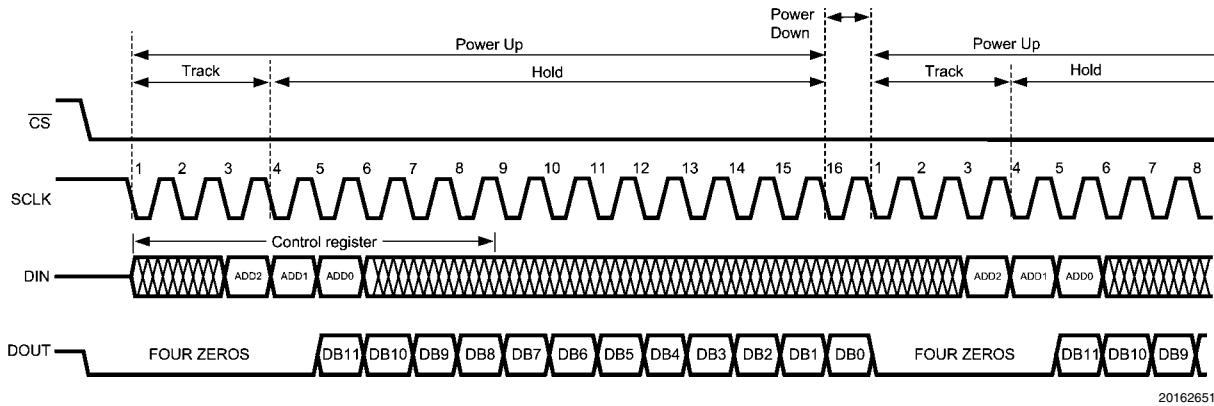 Power Down
Power Up
Power Up
Track
Hold
Track
Hold
CS
1 2 3 4 5 6 7 8 9 10 11 12 13 14 15 16 1 2 3 4 5 6 7 8
SCLK
Control register
DIN
ADD2 ADD1 ADD0 ADD2 ADD1 ADD0
DOUT
FOUR ZEROS DB11 DB10 DB9 DB8 DB7 DB6 DB5 DB4 DB3 DB2 DB1 DB0 FOUR ZEROS DB11 DB10 DB9
20162651